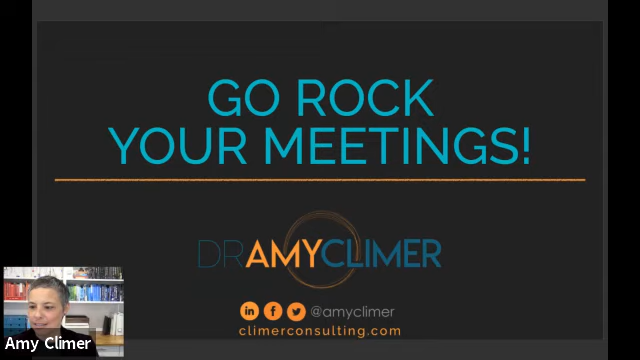 GO ROCK
YOUR MEETINGS!
DRAMYCLIMER
@amyclimer
climerconsulting.com
Amy Climer